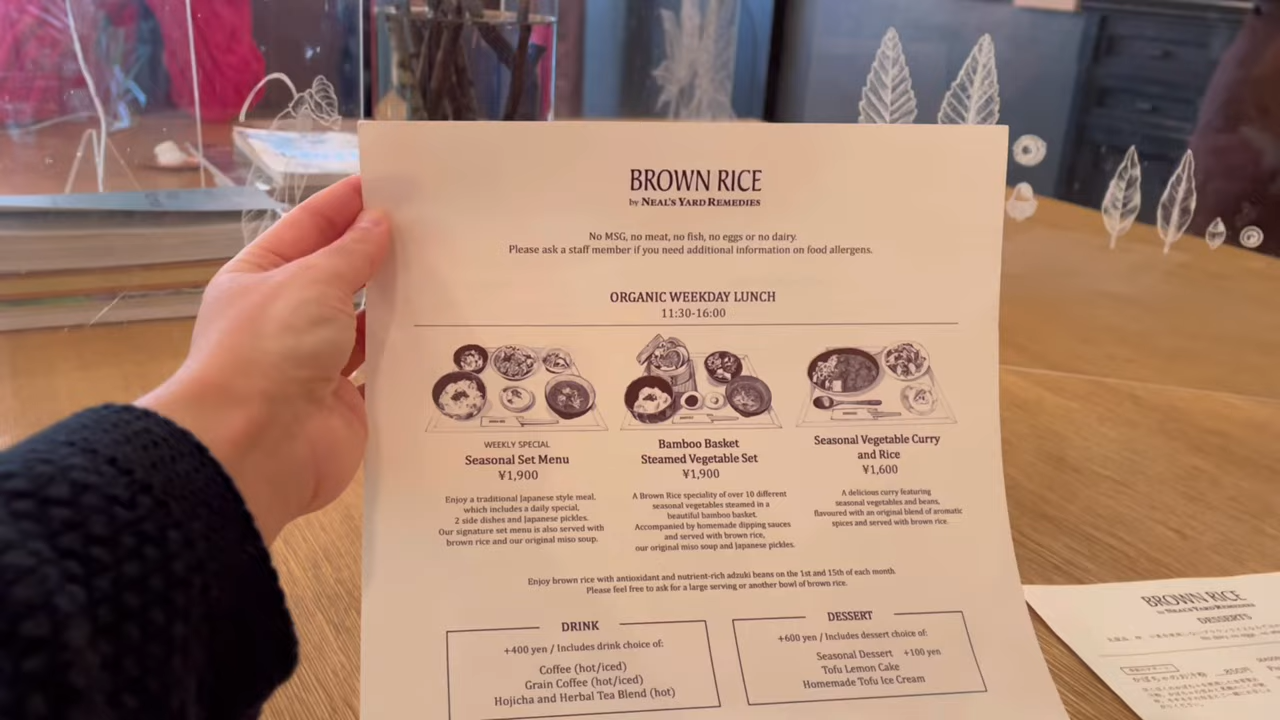 BROWN RICE
by NEAL'S YARD REMEDIES
No MSG, no meat, no fish, no eggs or no dairy.
Please ask a staff member if you need additional information on food allergens.
ORGANIC WEEKDAY LUNCH
11:30-16:00
WEEKLY SPECIAL
Seasonal Set Menu
¥1,900
Enjoy a traditional Japanese style meal,
which includes a daily special,
2 side dishes and Japanese pickles.
Our signature set menu is also served with
brown rice and our original miso soup.
Bamboo Basket
Steamed Vegetable Set
¥1,900
A Brown Rice speciality of over 10 different
seasonal vegetables steamed in a
beautiful bamboo basket.
Accompanied by homemade dipping sauces
and served with brown rice,
our original miso soup and Japanese pickles.
Seasonal Vegetable Curry
and Rice
¥1,600
A delicious curry featuring
seasonal vegetables and beans,
flavoured with an original blend of aromatic
spices and served with brown rice.
Enjoy brown rice with antioxidant and nutrient-rich adzuki beans on the 1st and 15th of each month.
Please feel free to ask for a large serving or another bowl of brown rice.
DRINK
+400 yen / Includes drink choice of:
Coffee (hot/iced)
Grain Coffee (hot/iced)
Hojicha and Herbal Tea Blend (hot)
DESSERT
+600 yen / Includes dessert choice of:
Seasonal Dessert +100 yen
Tofu Lemon Cake
Homemade Tofu Ice Cream
BROWN RICE
by NEAL'S YARD REMEDIES
DESSERTS